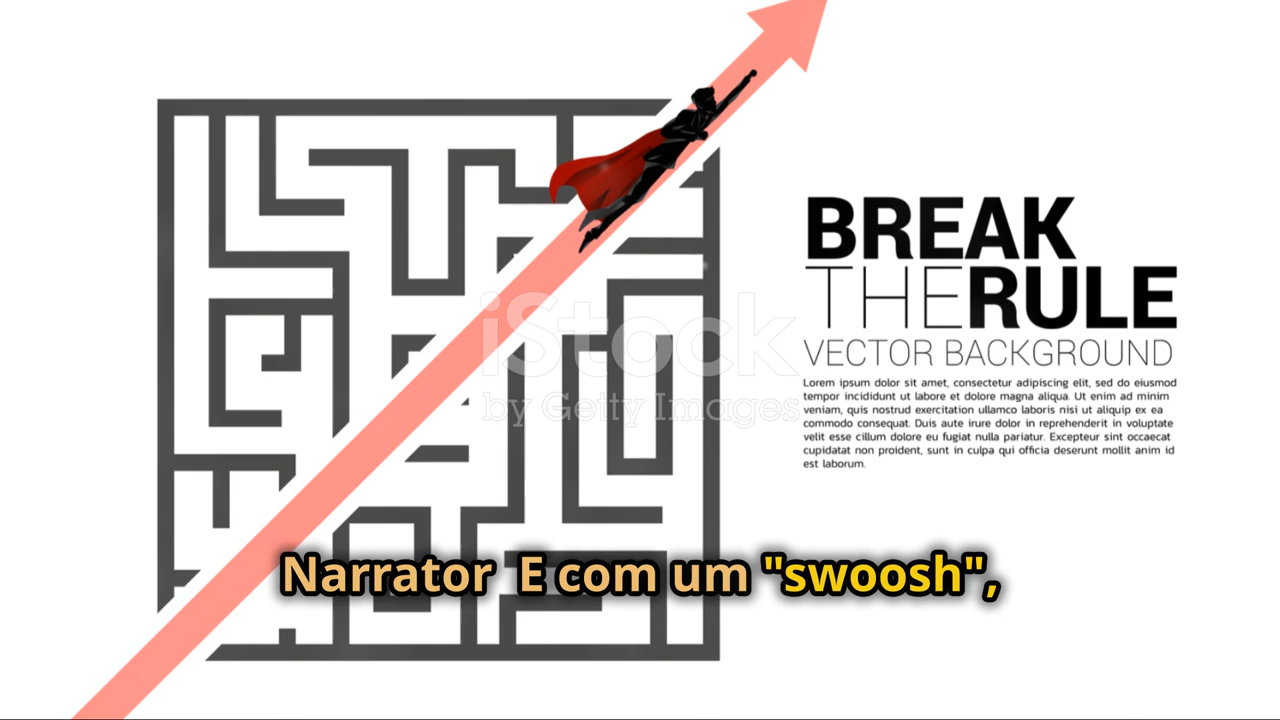 BREAK
THE RULE
VECTOR BACKGROUND
Lorem ipsum dolor sit amet, consectetur adipiscing elit, sed do eiusmod
tempor incididunt ut labore et dolore magna aliqua. Ut enim ad minim
veniam, quis nostrud exercitation ullamco laboris nisi ut aliquip ex ea
commodo consequat. Duis aute irure dolor in reprehenderit in voluptate
velit esse cillum dolore eu fugiat nulla pariatur. Excepteur sint occaecat
cupidatat non proident, sunt in culpa qui officia deserunt mollit anim id
est laborum.
iStock
by Getty Images
Narrator E com um "swoosh",